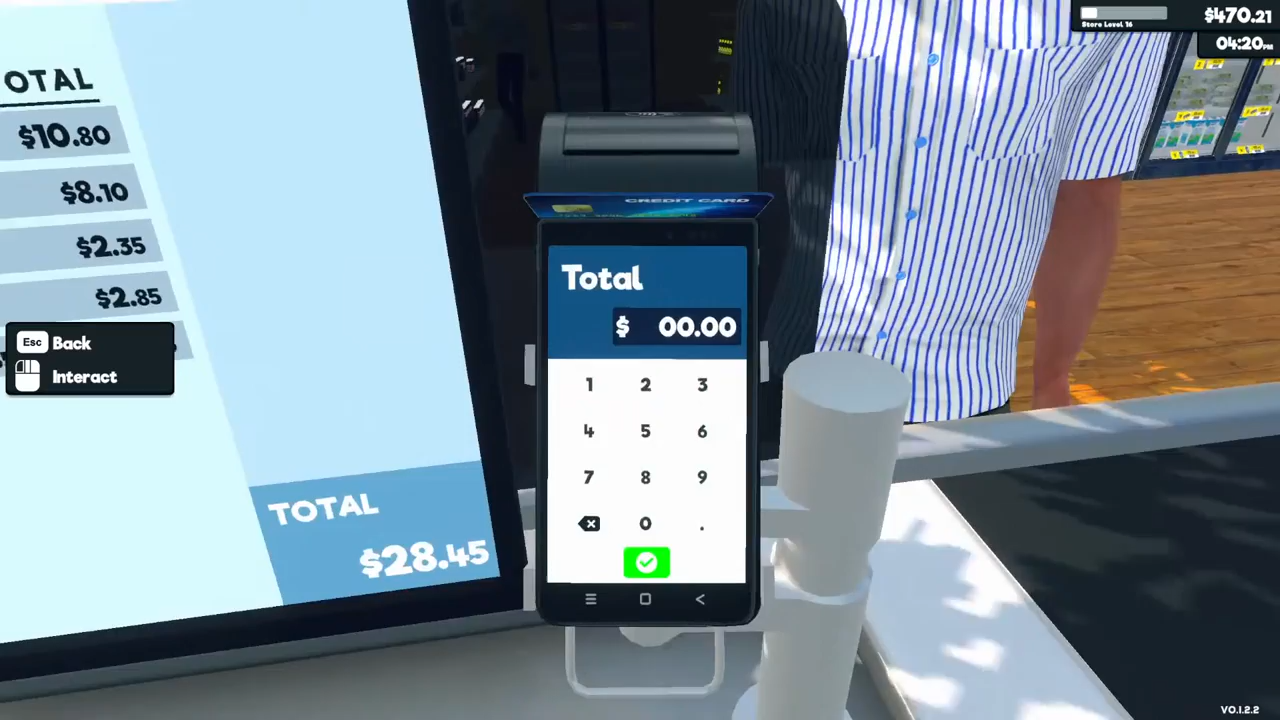 OTAL
$10.80
$8.10
$2.35
$2.85
Esc Back
Interact
TOTAL
$28.45
CREDIT CARD
Total
$ 00.00
1 2 3
4 5 6
7 8 9
0 .
$470.21
Store Level 16
04:20PM
V0.1.2.2